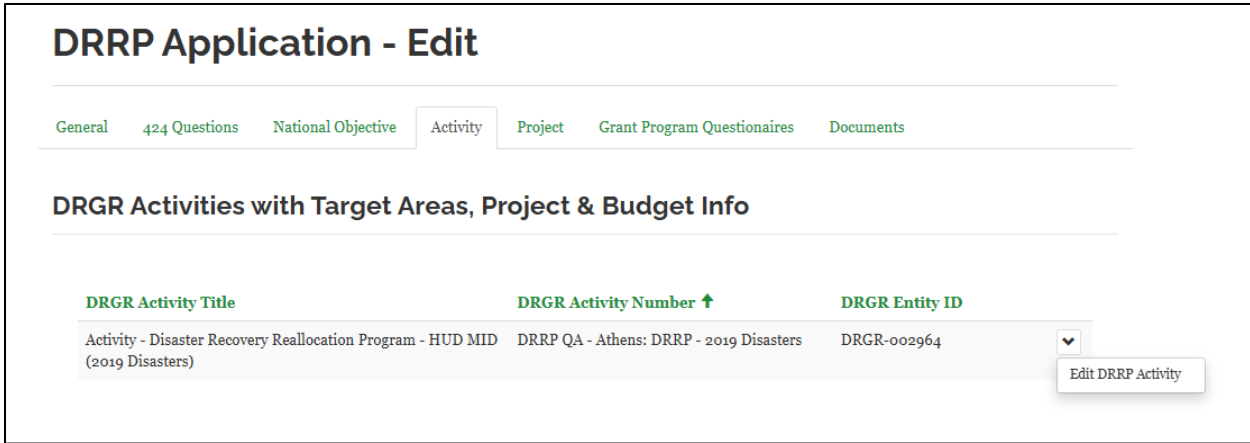 DRRP Application - Edit
General 424 Questions National Objective Activity Project Grant Program Questionaires Documents
DRGR Activities with Target Areas, Project & Budget Info
DRGR Activity Title DRGR Activity Number DRGR Entity ID
Activity - Disaster Recovery Reallocation Program - HUD MID DRRP QA - Athens: DRRP - 2019 Disasters DRGR-002964
(2019 Disasters)
Edit DRRP Activity